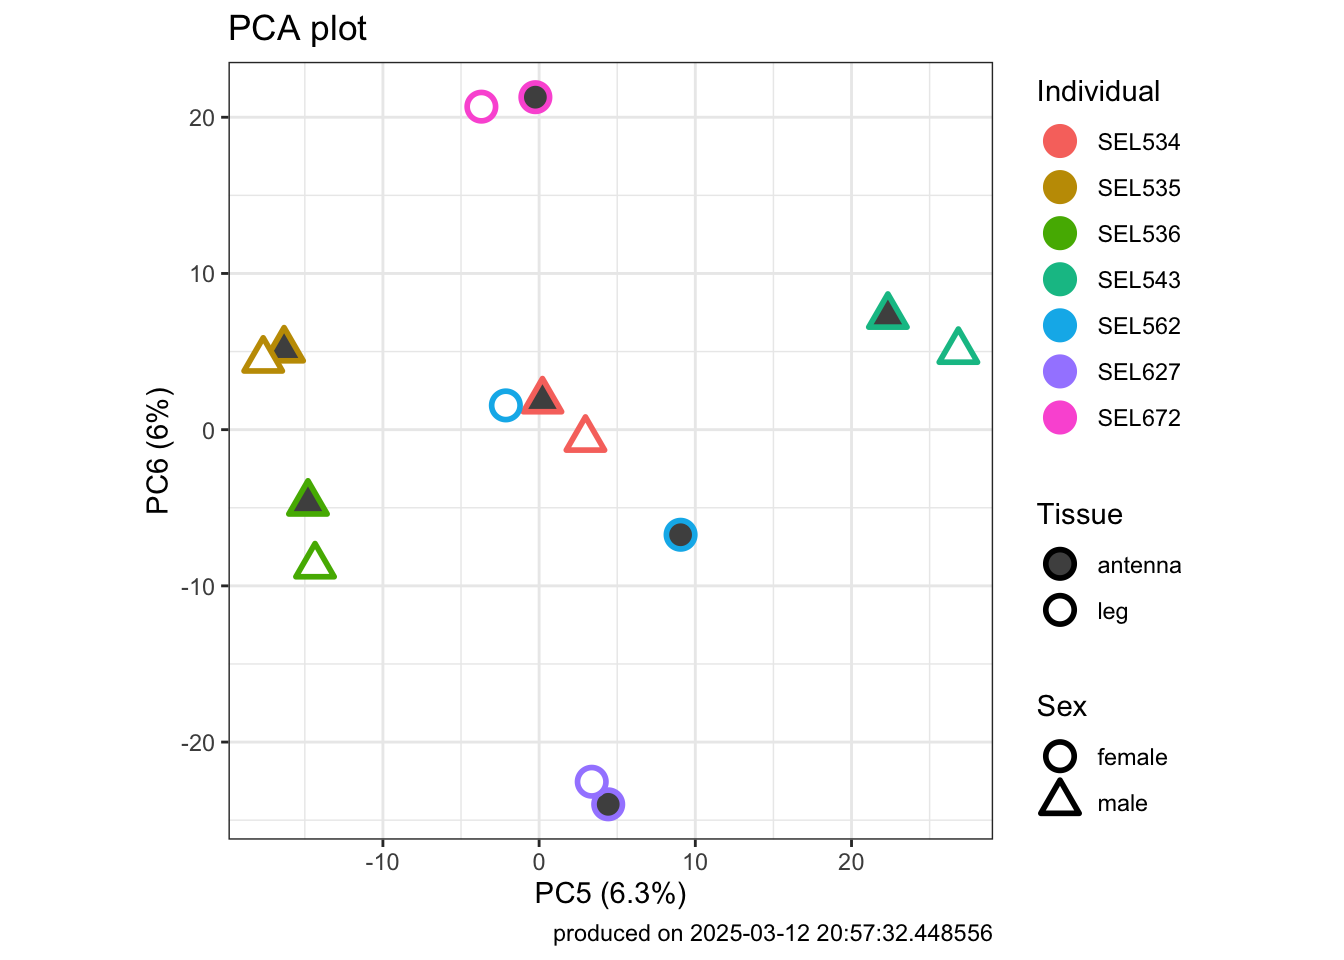 PCA plot
20
10
0
-10
-20
PC6 (6%)
-10
0
10
20
PC5 (6.3%)
produced on 2025-03-12 20:57:32.448556
Individual
SEL534
SEL535
SEL536
SEL543
SEL562
SEL627
SEL672
Tissue
antenna
leg
Sex
female
male